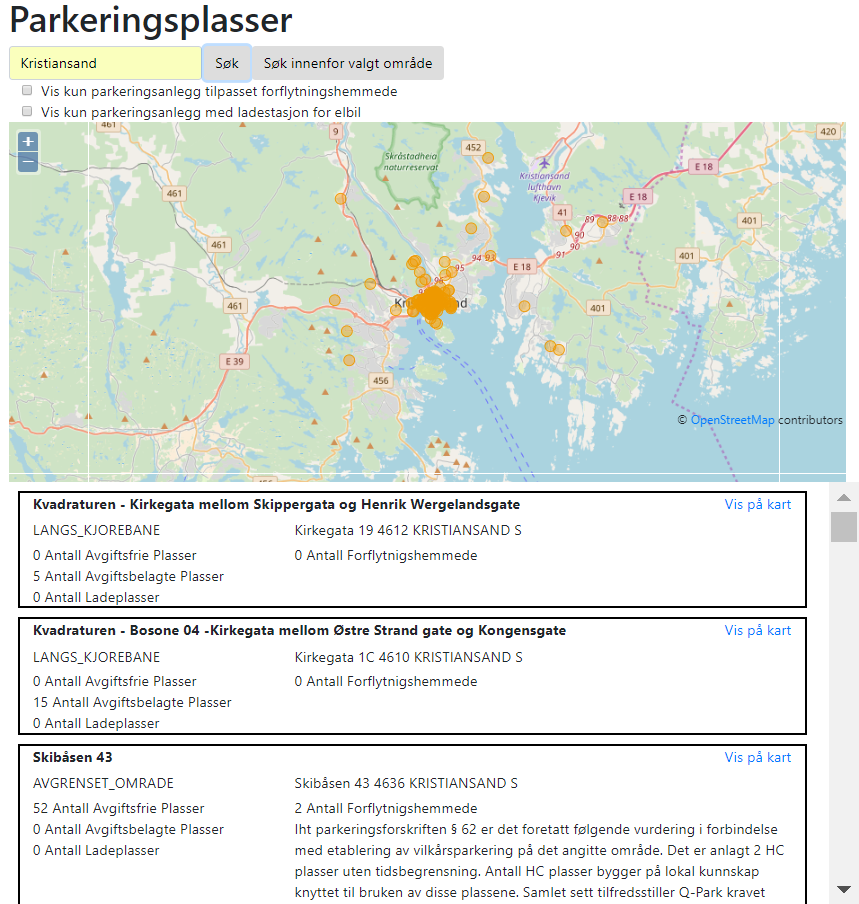 Parkeringsplasser
Kristiansand
Søk
Søk innenfor valgt område
Vis kun parkeringsanlegg tilpasset forflytningshemmede
Vis kun parkeringsanlegg med ladestasjon for elbil
+
−
461
9
452
420
Skråstadheia
naturreservat
Kristiansand
lufthavn
Kjevik
E 18
461
E 18
41
89
88
88
401
90
90
461
94
93
91
401
95
E 18
96
461
401
E 39
456
© OpenStreetMap contributors
Kvadraturen - Kirkegata mellom Skippergata og Henrik Wergelandsgate
Vis på kart
LANGS_KJOREBANE
Kirkegata 19 4612 KRISTIANSAND S
0 Antall Avgiftsfrie Plasser
0 Antall Forflytnigshemmede
5 Antall Avgiftsbelagte Plasser
0 Antall Ladeplasser
Kvadraturen - Bosone 04 -Kirkegata mellom Østre Strand gate og Kongensgate
Vis på kart
LANGS_KJOREBANE
Kirkegata 1C 4610 KRISTIANSAND S
0 Antall Avgiftsfrie Plasser
0 Antall Forflytnigshemmede
15 Antall Avgiftsbelagte Plasser
0 Antall Ladeplasser
Skibåsen 43
Vis på kart
AVGRENSET_OMRADE
Skibåsen 43 4636 KRISTIANSAND S
52 Antall Avgiftsfrie Plasser
2 Antall Forflytnigshemmede
0 Antall Avgiftsbelagte Plasser
0 Antall Ladeplasser
Iht parkeringsforskriften § 62 er det foretatt følgende vurdering i forbindelse
med etablering av vilkårsparkering på det angitte område. Det er anlagt 2 HC
plasser uten tidsbegrensning. Antall HC plasser bygger på lokal kunnskap
knyttet til bruken av disse plassene. Samlet sett tilfredsstiller Q-Park kravet